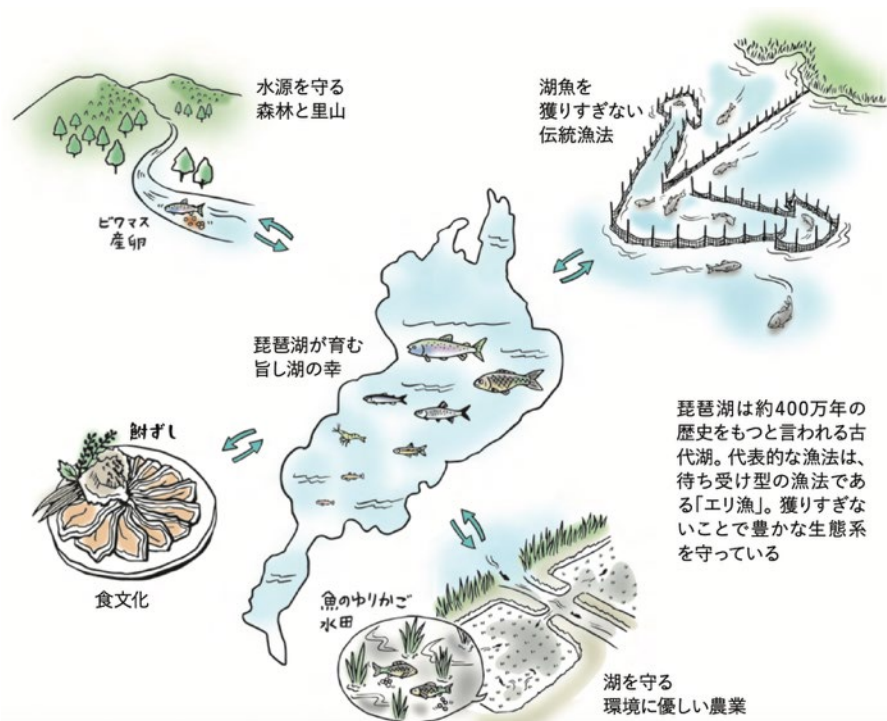 水源を守る
森林と里山
ビワマス
産卵
湖魚を
獲りすぎない
伝統漁法
琵琶湖が育む
旨し湖の幸
鮒ずし
食文化
琵琶湖は約400万年の
歴史をもつと言われる古
代湖。代表的な漁法は、
待ち受け型の漁法であ
る「エリ漁」。獲りすぎな
いことで豊かな生態系
を守っている
魚のゆりかご
水田
湖を守る
環境に優しい農業